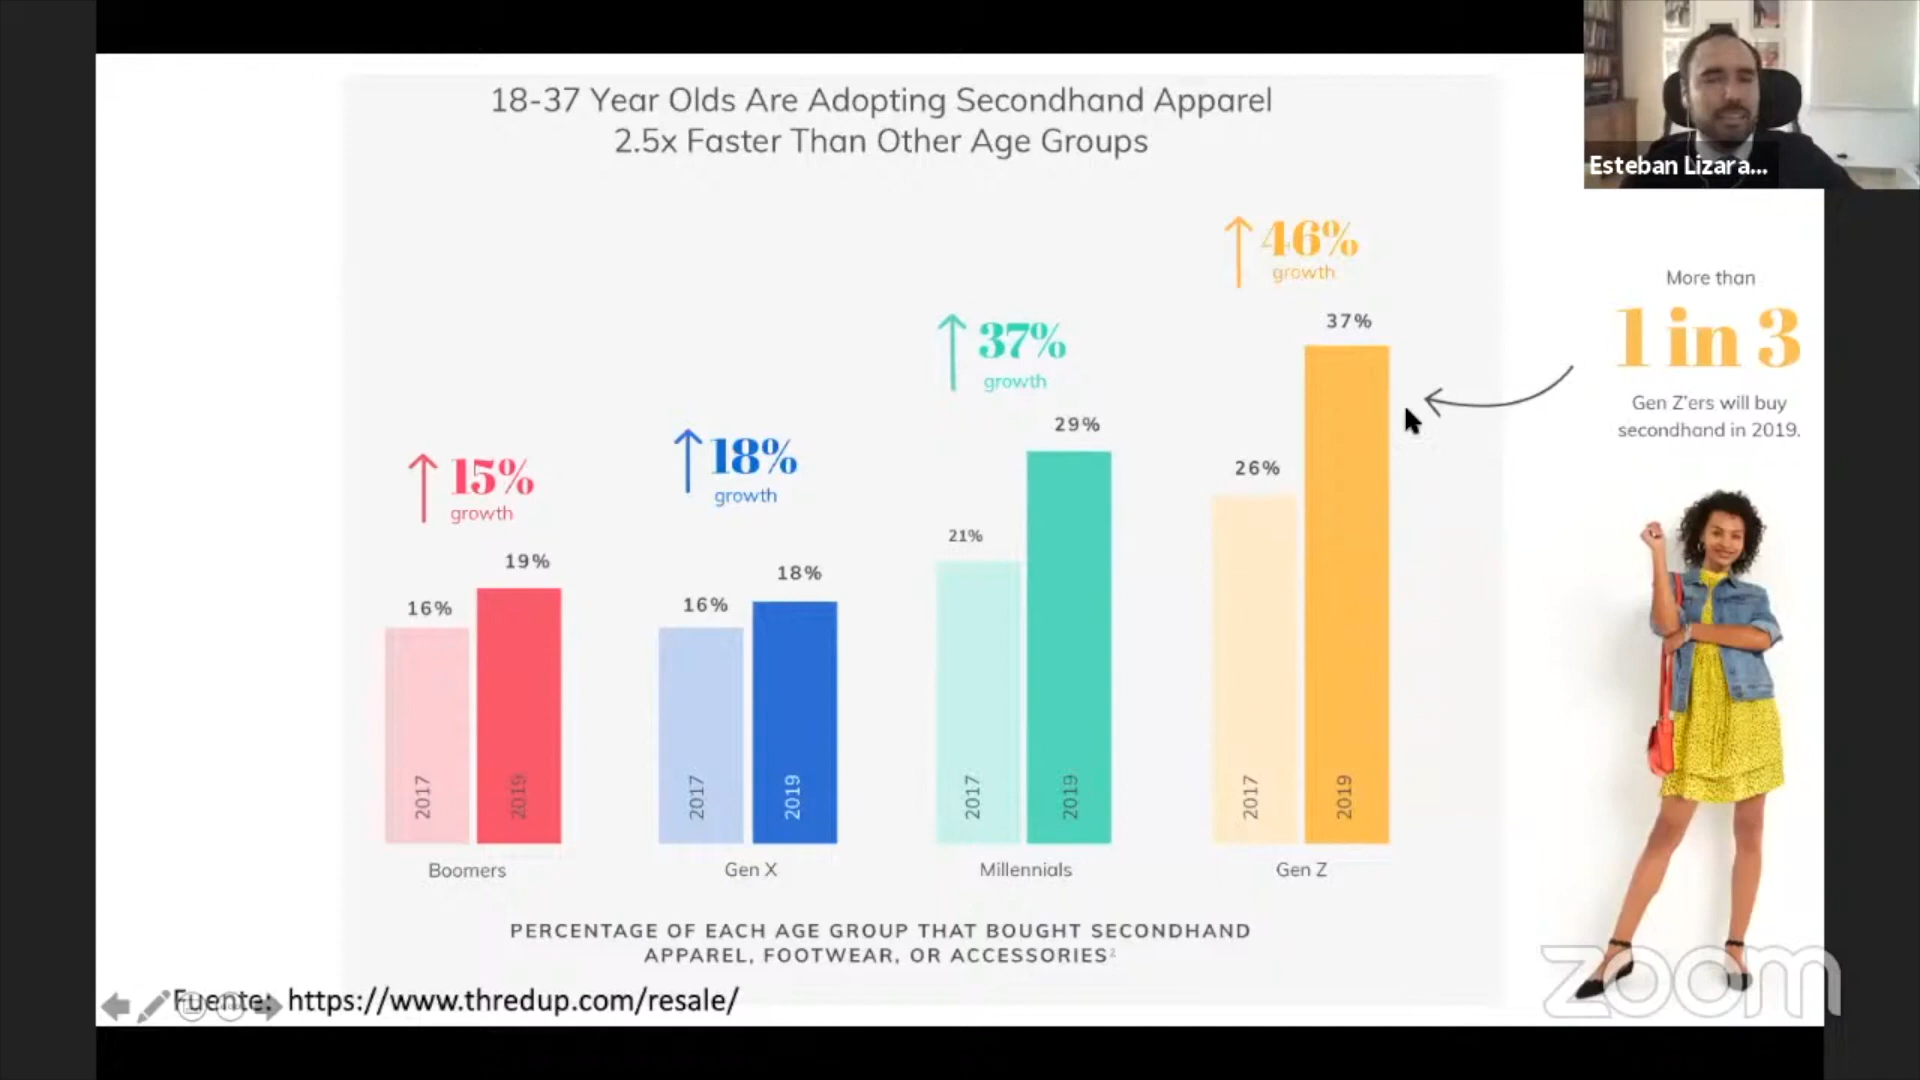 18-37 Year Olds Are Adopting Secondhand Apparel
2.5x Faster Than Other Age Groups
Esteban Lizara...
↑ 46%
growth
More than
1 in 3
Gen Z'ers will buy
secondhand in 2019.
37%
↑ 37%
growth
29%
26%
↑ 18%
growth
↑ 15%
growth
21%
19%
18%
16%
16%
2017
2019
2017
2019
2017
2019
2017
2019
Boomers
Gen X
Millennials
Gen Z
PERCENTAGE OF EACH AGE GROUP THAT BOUGHT SECONDHAND
APPAREL, FOOTWEAR, OR ACCESSORIES²
Fuente: https://www.thredup.com/resale/
zoom